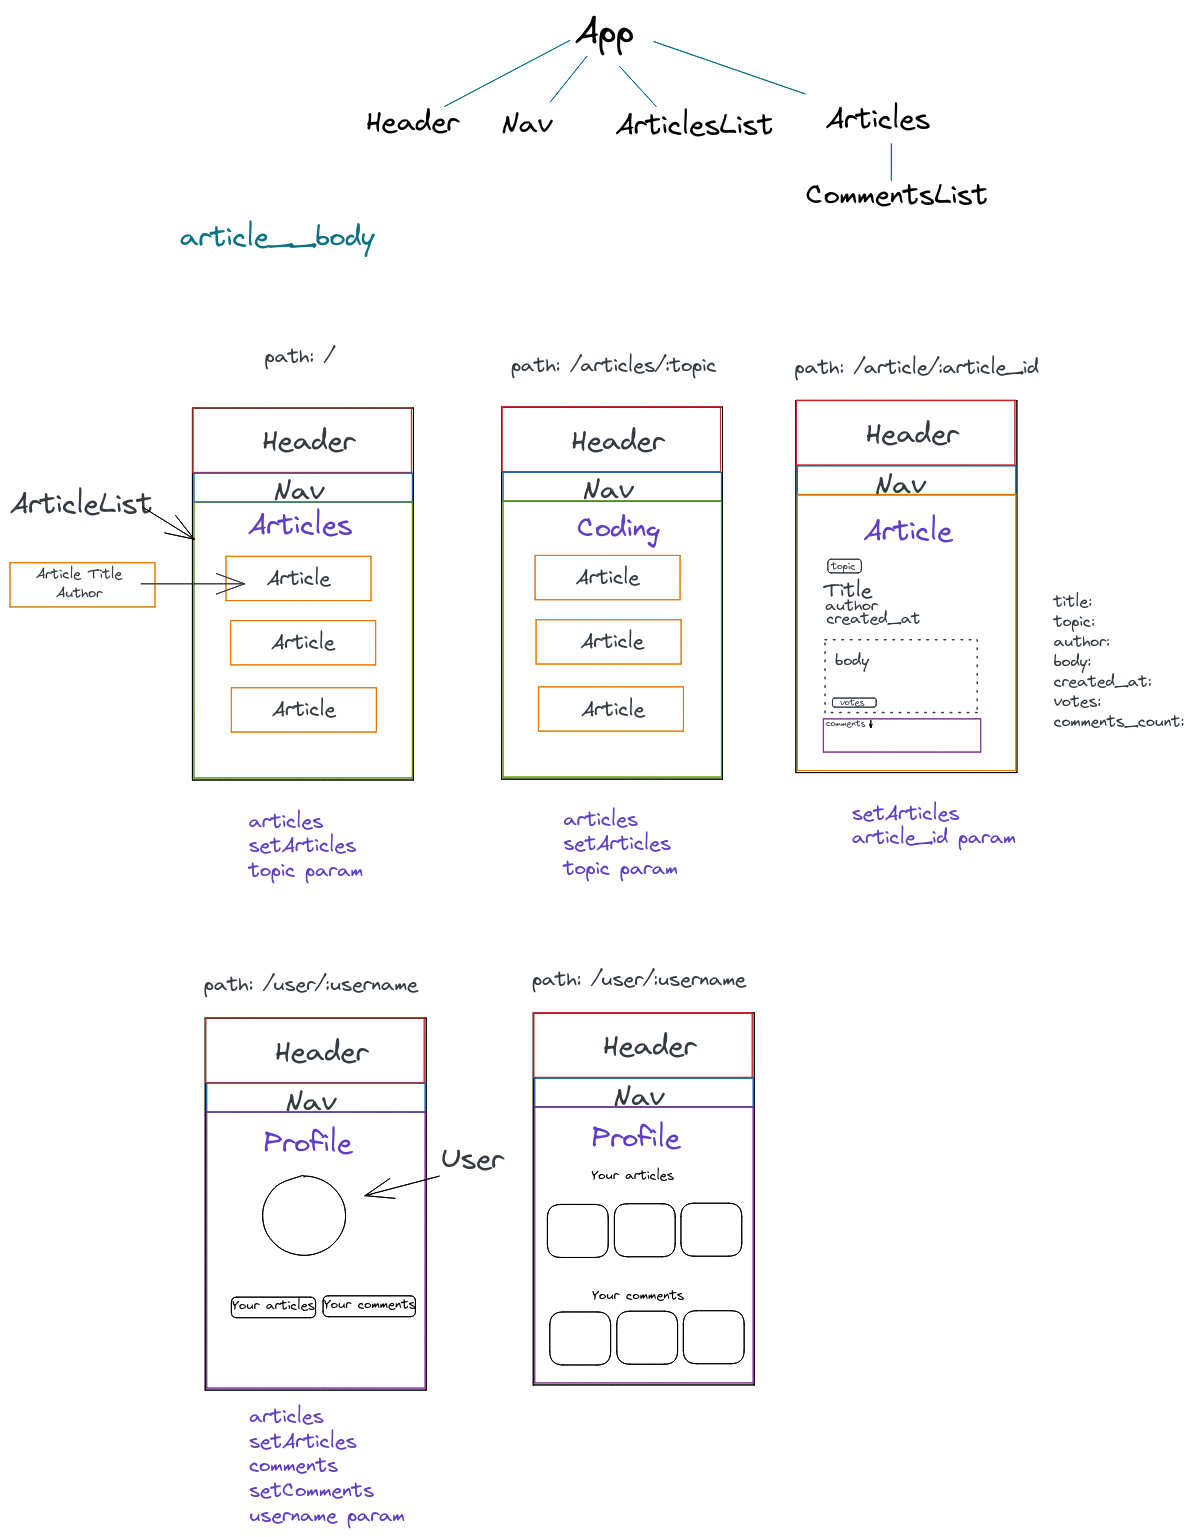 App
Header
Nav
ArticlesList
Articles
CommentsList
article__body
path: /
Header
Nav
ArticleList
Articles
Article Title
Author
Article
Article
Article
articles
setArticles
topic param
path: /articles/:topic
Header
Nav
Coding
Article
Article
Article
articles
setArticles
topic param
path: /article/:article_id
Header
Nav
Article
topic
Title
author
created_at
body
votes
comments
setArticles
article_id param
title:
topic:
author:
body:
created_at:
votes:
comments_count:
path: /user/:username
Header
Nav
Profile
User
Your articles
Your comments
articles
setArticles
comments
setComments
username param
path: /user/:username
Header
Nav
Profile
Your articles
Your comments